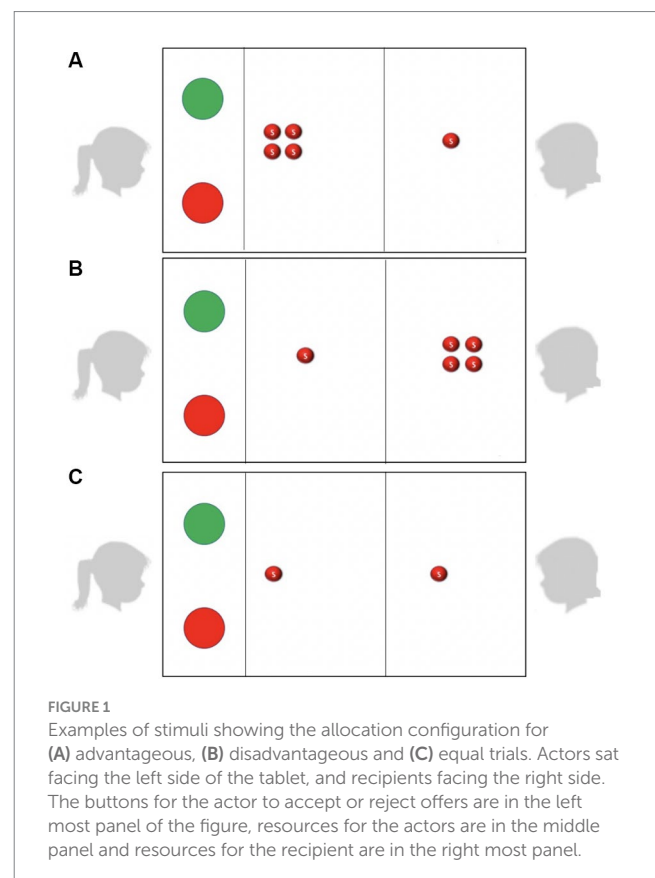 A
S S
S S
S
B
S
S S
S S
C
S
S
FIGURE 1
Examples of stimuli showing the allocation configuration for
(A) advantageous, (B) disadvantageous and (C) equal trials. Actors sat
facing the left side of the tablet, and recipients facing the right side.
The buttons for the actor to accept or reject offers are in the left
most panel of the figure, resources for the actors are in the middle
panel and resources for the recipient are in the right most panel.